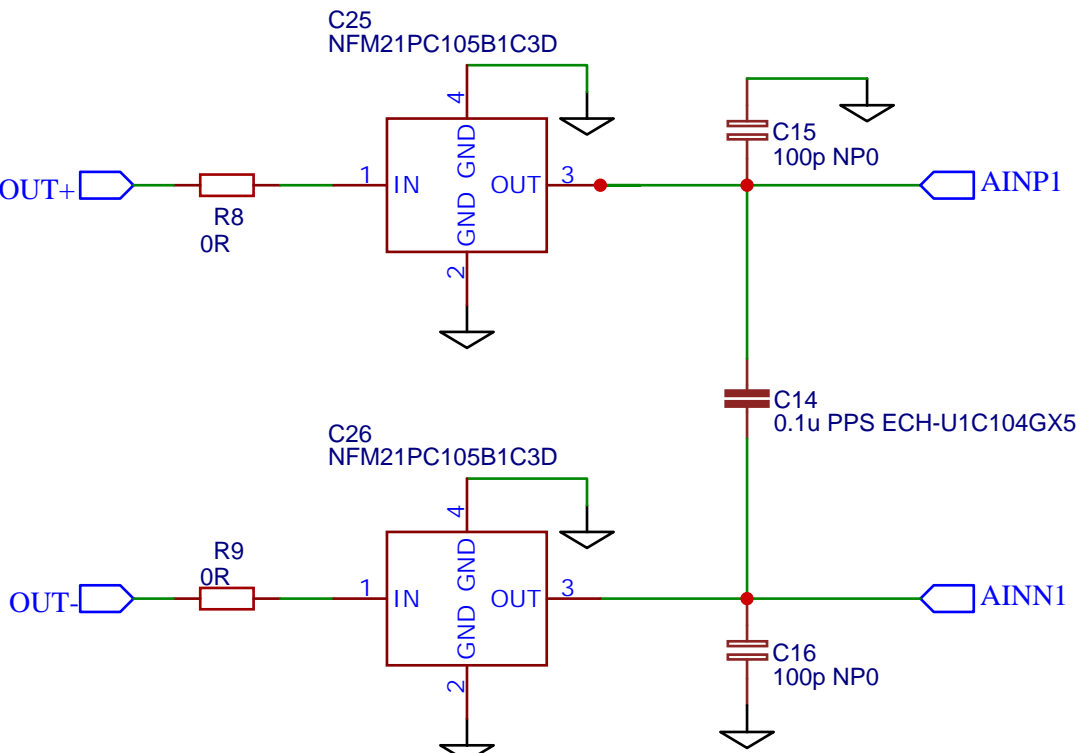 C25
NFM21PC105B1C3D
4
GND
GND
1
IN
OUT
3
2
OUT+
R8
0R
C15
100p NP0
AINP1
C14
0.1u PPS ECH-U1C104GX5
C26
NFM21PC105B1C3D
4
GND
GND
1
IN
OUT
3
2
OUT-
R9
0R
AINN1
C16
100p NP0